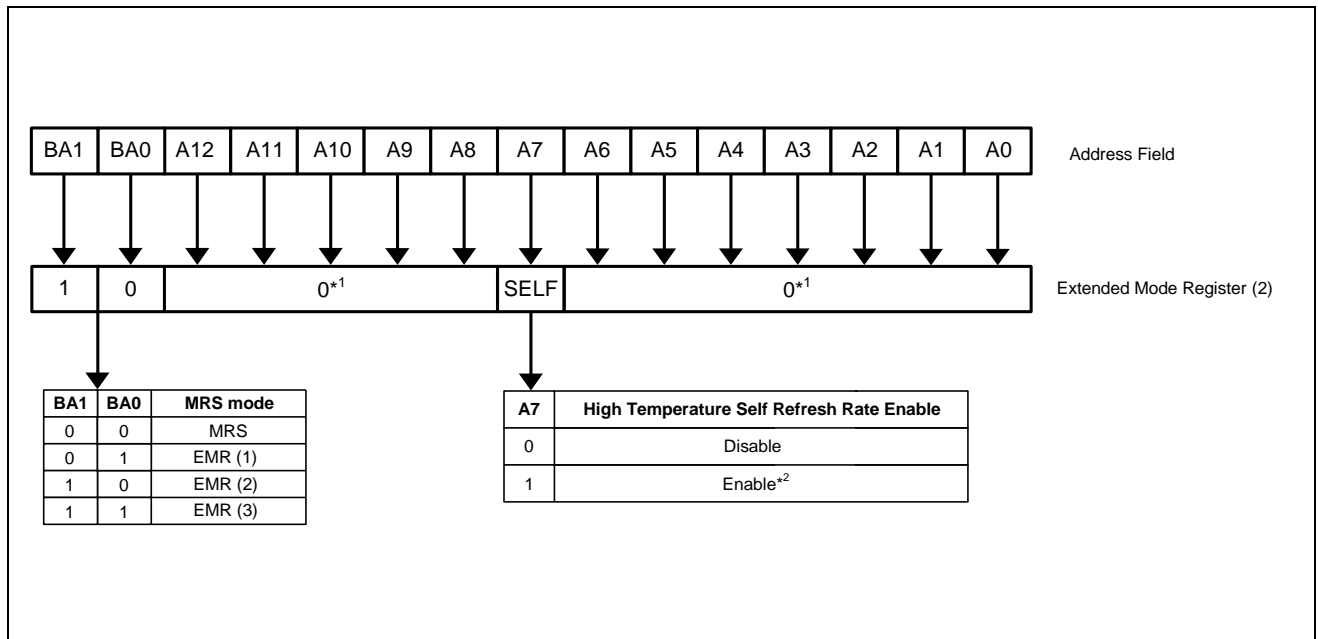 BA1 BA0 A12 A11 A10 A9 A8 A7 A6 A5 A4 A3 A2 A1 A0 Address Field
1 0 0*1 SELF 0*1 Extended Mode Register (2)
BA1 BA0 MRS mode
0 0 MRS
0 1 EMR (1)
1 0 EMR (2)
1 1 EMR (3)
A7 High Temperature Self Refresh Rate Enable
0 Disable
1 Enable*2